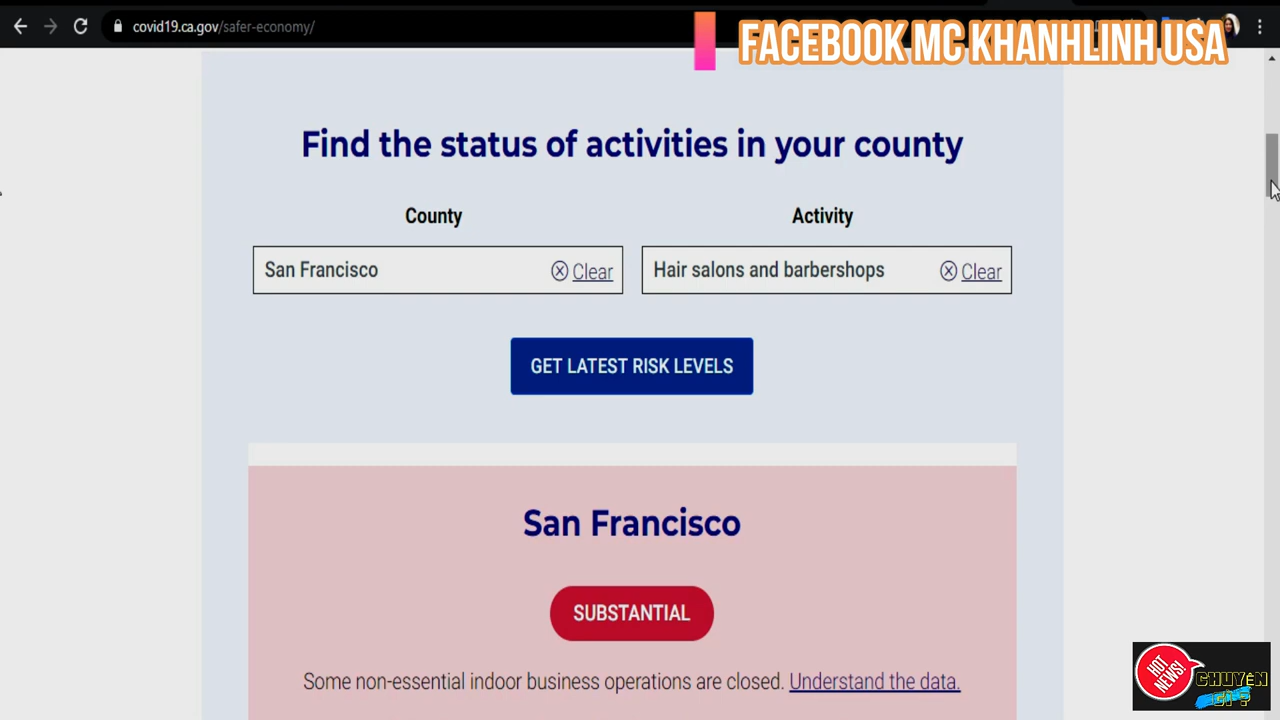 covid19.ca.gov/safer-economy/
FACEBOOK MC KHANHLINH USA
Find the status of activities in your county
County
Activity
San Francisco
Clear
Hair salons and barbershops
Clear
GET LATEST RISK LEVELS
San Francisco
SUBSTANTIAL
Some non-essential indoor business operations are closed. Understand the data.
HOT NEWS!
CHUYỆN GÌ?